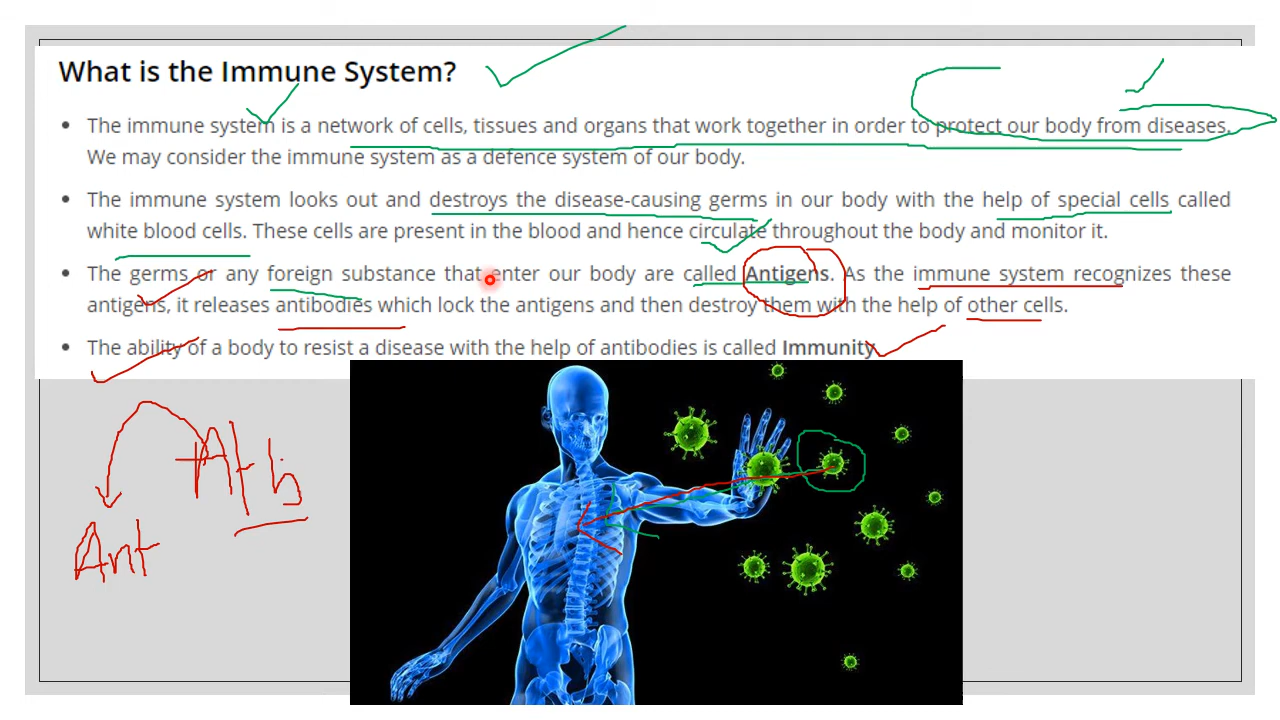 What is the Immune System?
• The immune system is a network of cells, tissues and organs that work together in order to protect our body from diseases.
We may consider the immune system as a defence system of our body.
• The immune system looks out and destroys the disease-causing germs in our body with the help of special cells called
white blood cells. These cells are present in the blood and hence circulate throughout the body and monitor it.
• The germs or any foreign substance that enter our body are called Antigens. As the immune system recognizes these
antigens, it releases antibodies which lock the antigens and then destroy them with the help of other cells.
• The ability of a body to resist a disease with the help of antibodies is called Immunity.
Ant